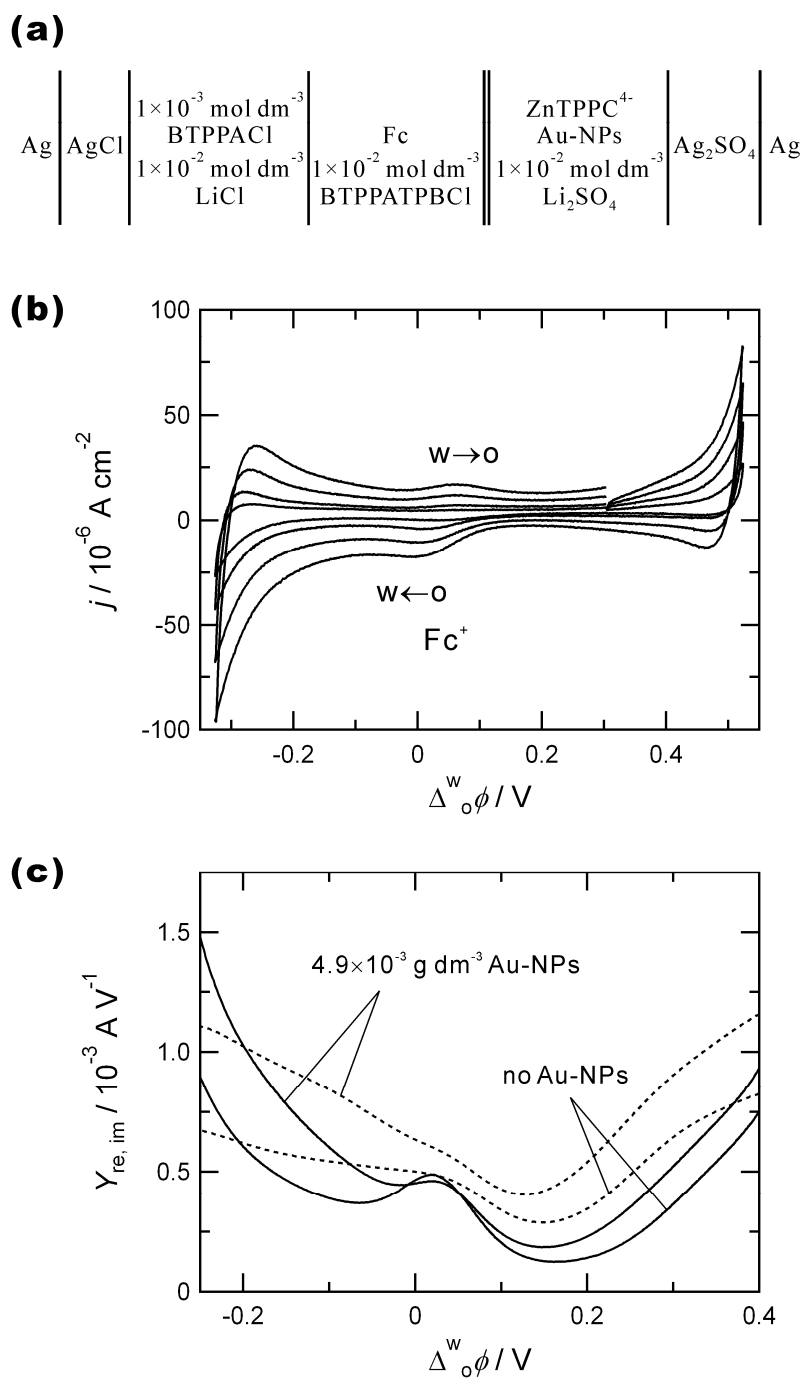 (a)
Ag
AgCl
1×10⁻³ mol dm⁻³
BTPPACl
1×10⁻² mol dm⁻³
LiCl
Fc
1×10⁻² mol dm⁻³
BTPPATPBCl
ZnTPPC⁴⁻
Au-NPs
1×10⁻² mol dm⁻³
Li₂SO₄
Ag₂SO₄
Ag
(b)
100
50
0
-50
-100
j / 10⁻⁶ A cm⁻²
w→o
w←o
Fc⁺
-0.2
0
0.2
0.4
Δʷₒϕ / V
(c)
1.5
1.0
0.5
0
Y_re, im / 10⁻³ A V⁻¹
4.9×10⁻³ g dm⁻³ Au-NPs
no Au-NPs
-0.2
0
0.2
0.4
Δʷₒϕ / V